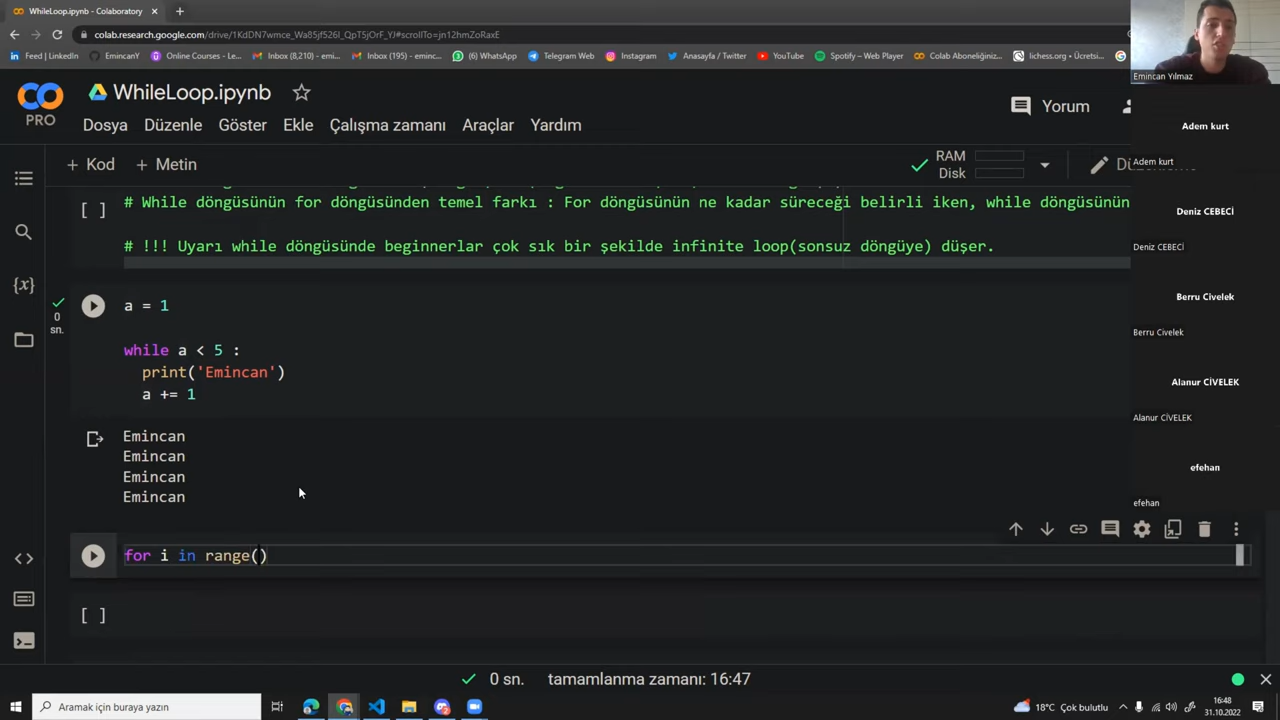 WhileLoop.ipynb - Colaboratory
colab.research.google.com/drive/1KdD7wmce_Wa85jf526I_QpT5jOrF_YJ#scrollTo=jn12hmZoRaxE
Feed | LinkedIn
EmincanY
Online Courses - Le...
Inbox (8,210) - emi...
Inbox (195) - eminc...
(6) WhatsApp
Telegram Web
Instagram
Anasayfa / Twitter
YouTube
Spotify – Web Player
Colab Aboneliğiniz...
lichess.org • Ücretsi...
Emincan Yılmaz
CO
PRO
WhileLoop.ipynb
Yorum
Dosya Düzenle Göster Ekle Çalışma zamanı Araçlar Yardım
+ Kod + Metin
RAM
Disk
[ ] # While döngüsünün for döngüsünden temel farkı : For döngüsünün ne kadar süreceği belirli iken, while döngüsünün
# !!! Uyarı while döngüsünde beginnerlar çok sık bir şekilde infinite loop(sonsuz döngüye) düşer.
0
sn.
a = 1
while a < 5 :
print('Emincan')
a += 1
Emincan
Emincan
Emincan
Emincan
for i in range()
[ ]
0 sn. tamamlanma zamanı: 16:47
Adem kurt
Adem kurt
Deniz CEBECİ
Deniz CEBECİ
Berru Civelek
Berru Civelek
Alanur CİVELEK
Alanur CİVELEK
efehan
efehan
Aramak için buraya yazın
18°C Çok bulutlu
16:48
31.10.2022